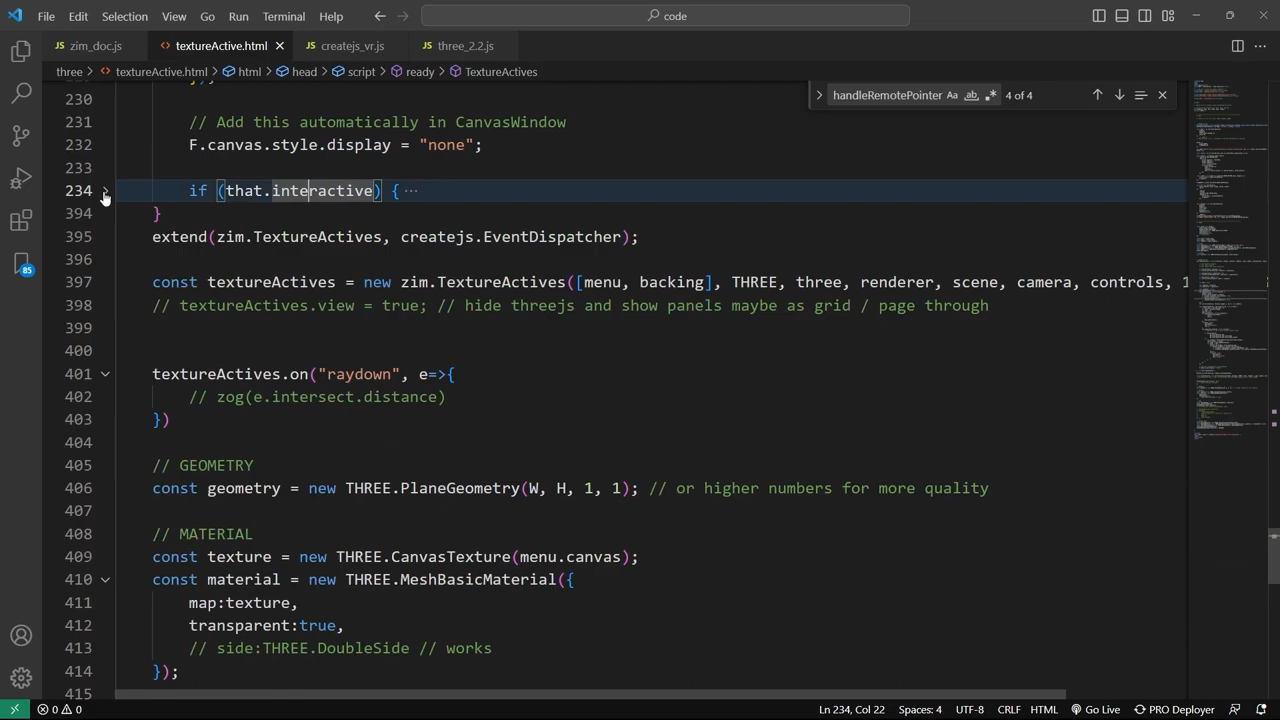 File Edit Selection View Go Run Terminal Help code
zim_doc.js textureActive.html createjs_vr.js three_2.2.js
three > textureActive.html > html > head > script > ready > TextureActives
handleRemotePoint 4 of 4
230
231 // Add this automatically in CanvasWindow
232 F.canvas.style.display = "none";
233
234 if (that.interactive) { ...
394 }
395 extend(zim.TextureActives, createjs.EventDispatcher);
396
397 const textureActives = new zim.TextureActives([menu, backing], THREE, three, renderer, scene, camera, controls, 1
398 // textureActives.view = true; // hide threejs and show panels maybe as grid / page through
399
400
401 textureActives.on("raydown", e=>{
402 // zog(e.intersect.distance)
403 })
404
405 // GEOMETRY
406 const geometry = new THREE.PlaneGeometry(W, H, 1, 1); // or higher numbers for more quality
407
408 // MATERIAL
409 const texture = new THREE.CanvasTexture(menu.canvas);
410 const material = new THREE.MeshBasicMaterial({
411 map:texture,
412 transparent:true,
413 // side:THREE.DoubleSide // works
414 });
415
85
0 0 Ln 234, Col 22 Spaces: 4 UTF-8 CRLF HTML Go Live PRO Deployer